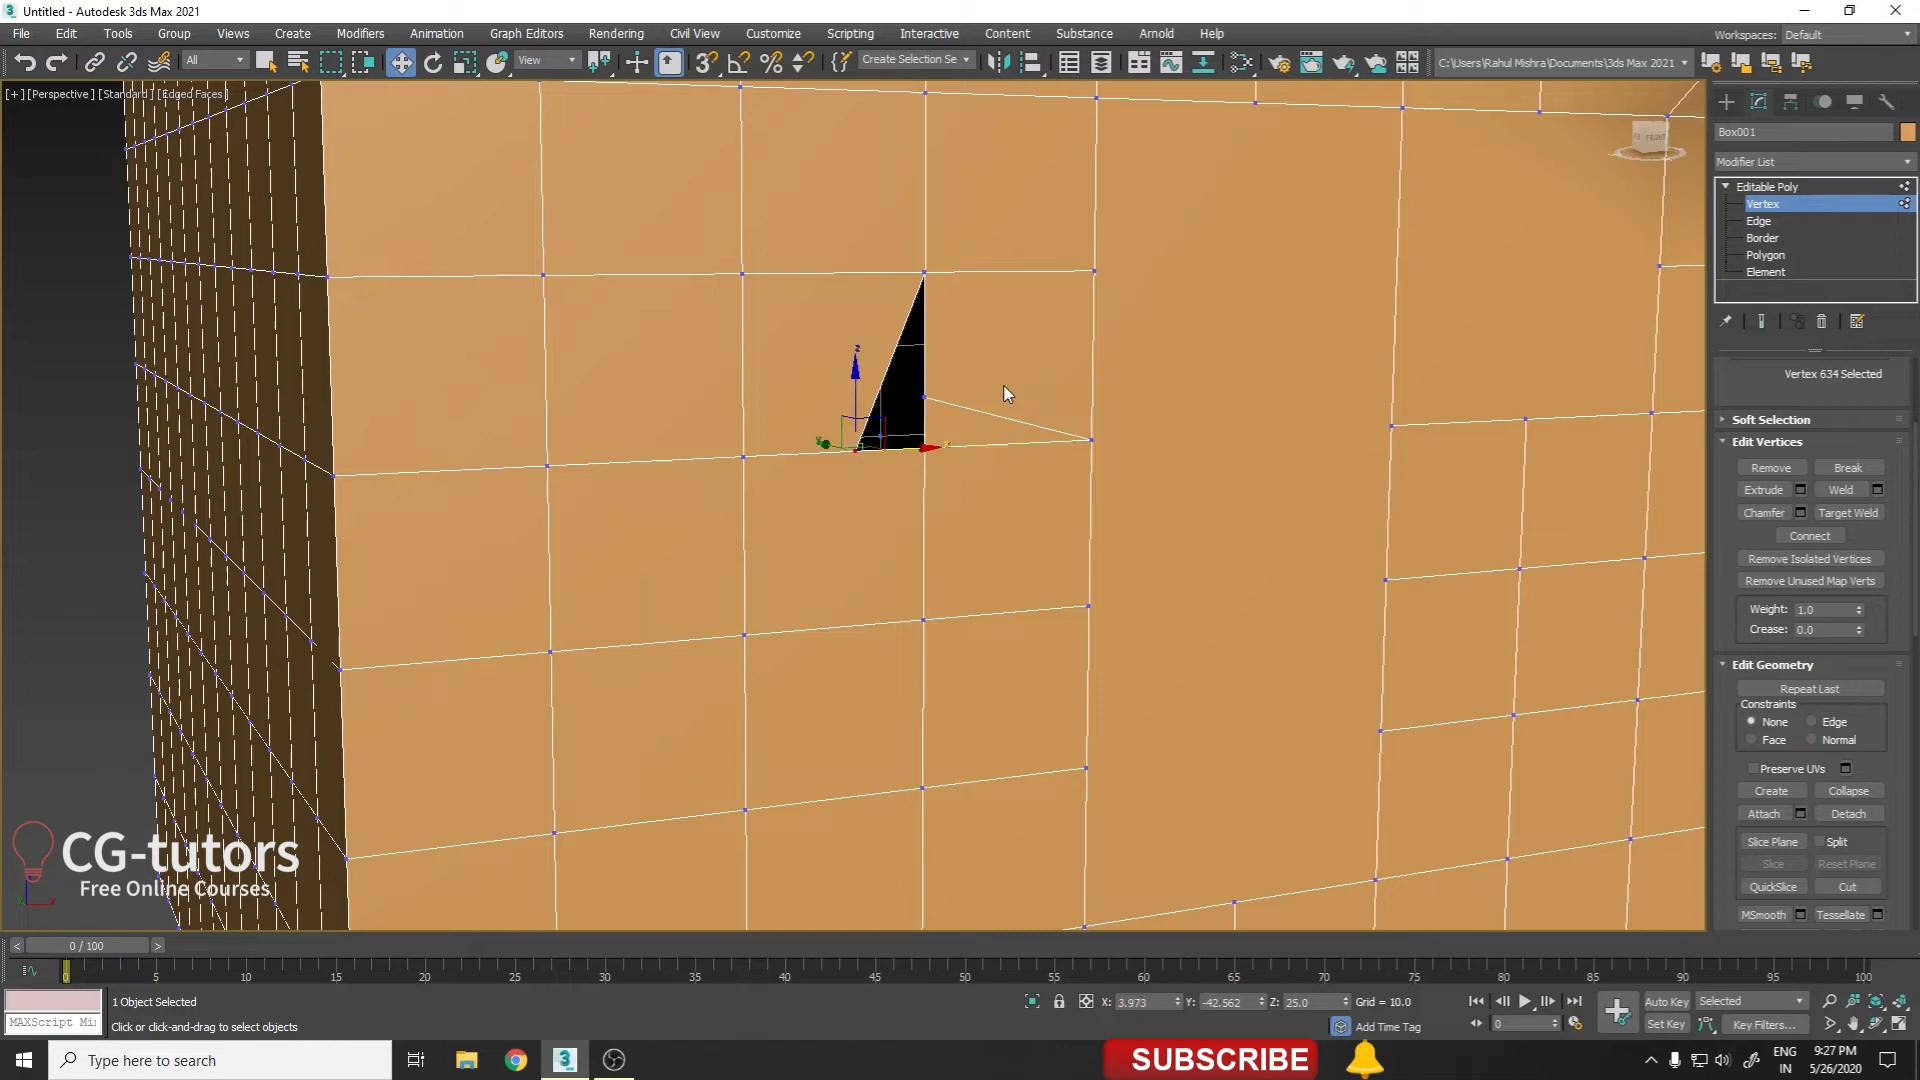 Untitled - Autodesk 3ds Max 2021
File Edit Tools Group Views Create Modifiers Animation Graph Editors Rendering Civil View Customize Scripting Interactive Content Substance Arnold Help
Workspaces: Default
All View Create Selection Se C:\Users\Rahul Mishra\Documents\3ds Max 2021
[+] [Perspective] [Standard] [Edged Faces]
FRONT
Box001
Modifier List
Editable Poly
Vertex
Edge
Border
Polygon
Element
Vertex 634 Selected
Soft Selection
Edit Vertices
Remove Break
Extrude Weld
Chamfer Target Weld
Connect
Remove Isolated Vertices
Remove Unused Map Verts
Weight: 1.0
Crease: 0.0
Edit Geometry
Repeat Last
Constraints
None Edge
Face Normal
Preserve UVs
Create Collapse
Attach Detach
Slice Plane Split
Slice Reset Plane
QuickSlice Cut
MSmooth Tessellate
z
CG-tutors
Free Online Courses
< 0 / 100 >
0 5 10 15 20 25 30 35 40 45 50 55 60 65 70 75 80 85 90 95 100
1 Object Selected
X: 3.973 Y: -42.562 Z: 25.0 Grid = 10.0
Auto Key Selected
MAXScript Mi
Click or click-and-drag to select objects
Add Time Tag
0
Set Key Key Filters...
Type here to search
SUBSCRIBE
ENG
IN
9:27 PM
5/26/2020